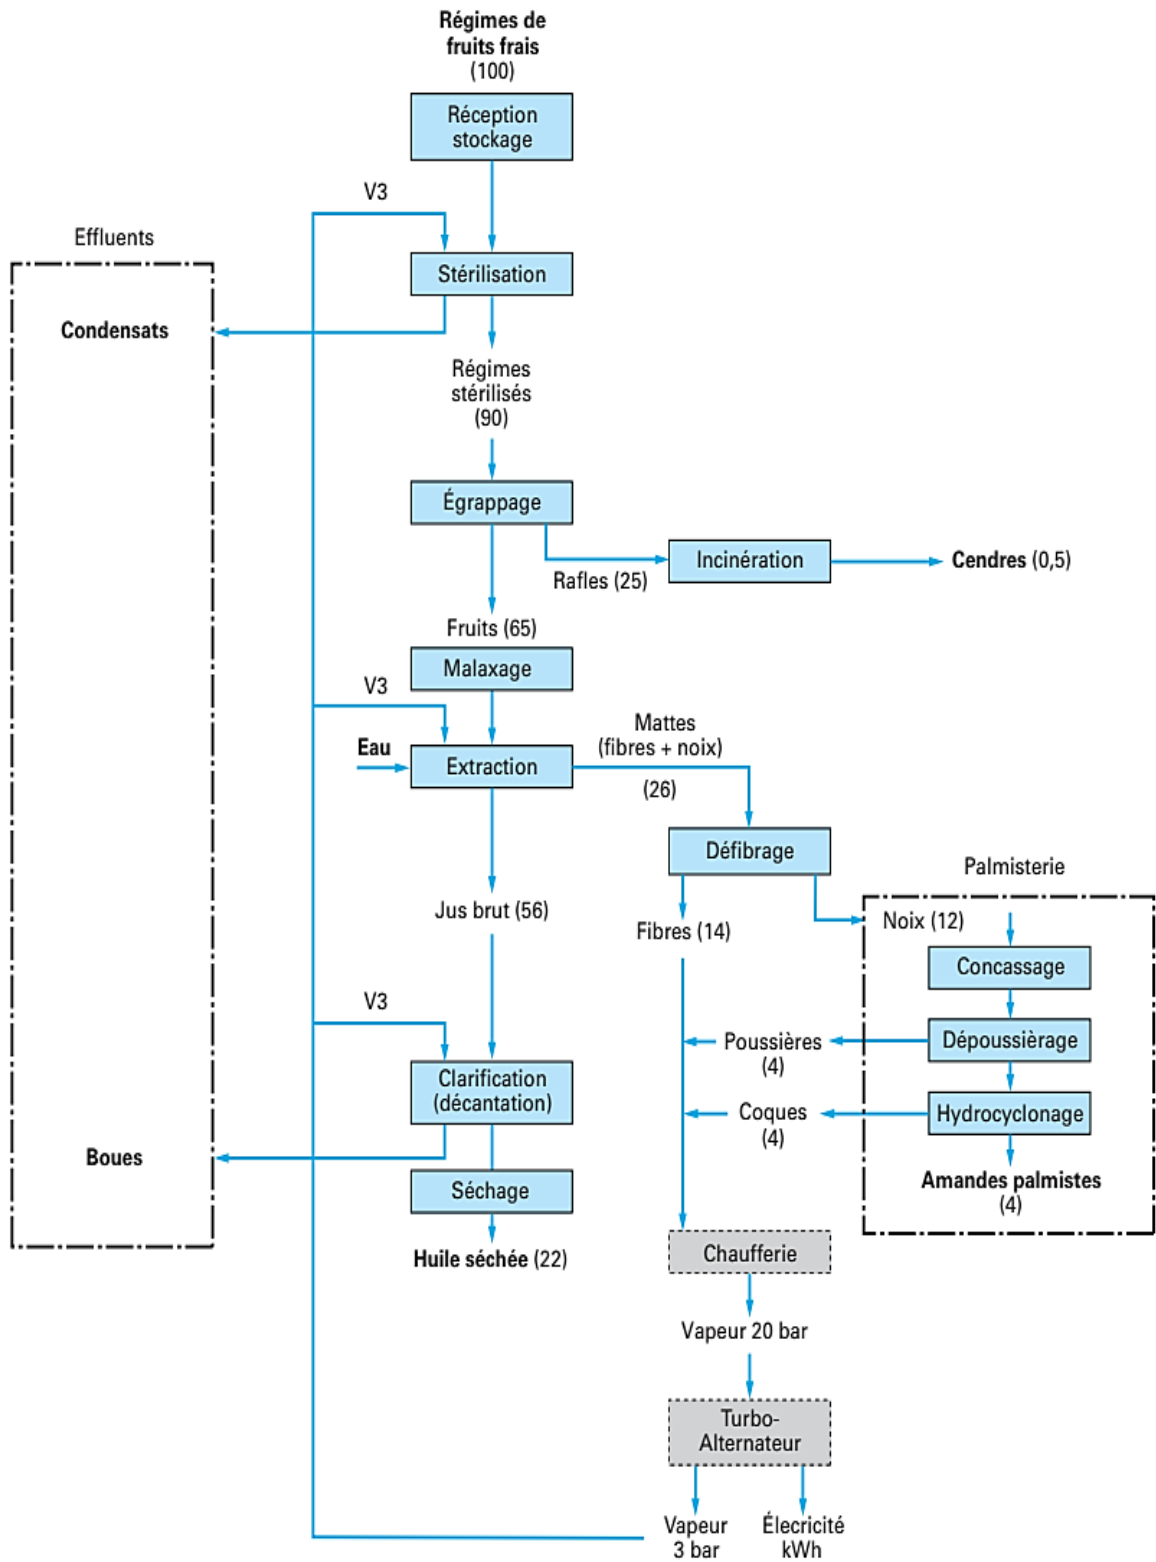 Régimes de
fruits frais
(100)
Réception
stockage
V3
Effluents
Stérilisation
Condensats
Régimes
stérilisés
(90)
Égrappage
Incinération
Cendres (0,5)
Rafles (25)
Fruits (65)
Malaxage
V3
Mattes
(fibres + noix)
Eau
Extraction
(26)
Défibrage
Palmisterie
Jus brut (56)
Fibres (14)
Noix (12)
Concassage
V3
Poussières
(4)
Dépoussièrage
Clarification
(décantation)
Coques
(4)
Hydrocyclonage
Boues
Séchage
Amandes palmistes
(4)
Huile séchée (22)
Chaufferie
Vapeur 20 bar
Turbo-
Alternateur
Vapeur
3 bar
Élecricité
kWh